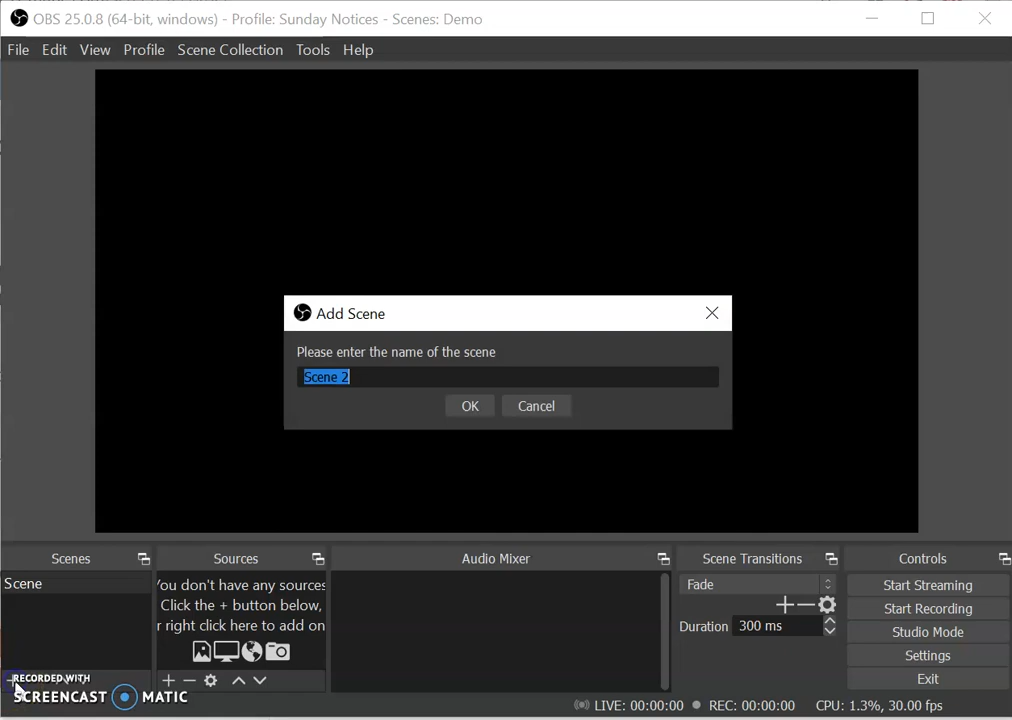 OBS 25.0.8 (64-bit, windows) - Profile: Sunday Notices - Scenes: Demo
File Edit View Profile Scene Collection Tools Help
Add Scene
Please enter the name of the scene
Scene 2
OK Cancel
Scenes Sources Audio Mixer Scene Transitions Controls
Scene
You don't have any sources
Click the + button below,
r right click here to add on
Fade
Duration 300 ms
Start Streaming
Start Recording
Studio Mode
Settings
Exit
RECORDED WITH
SCREENCAST MATIC
LIVE: 00:00:00 REC: 00:00:00 CPU: 1.3%, 30.00 fps